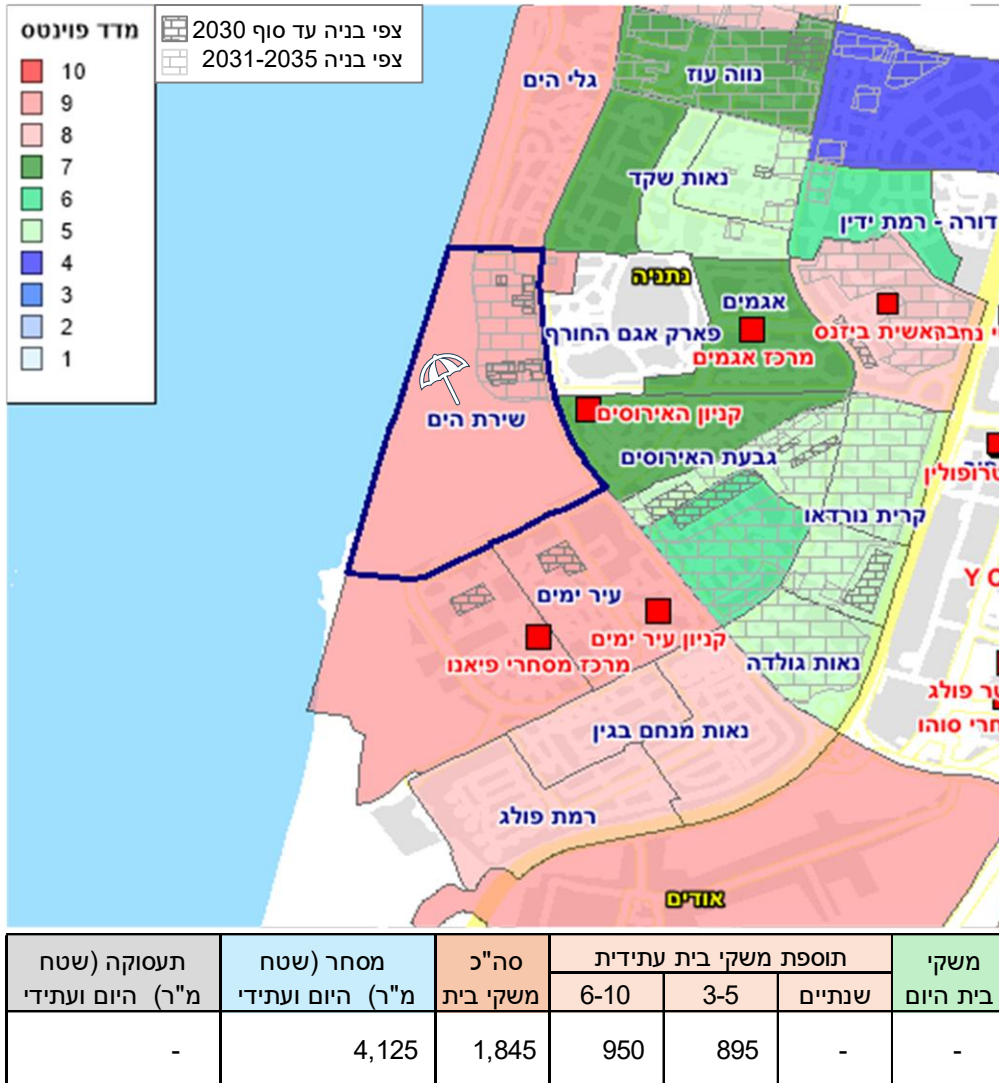 מדד פוינטס
10
9
8
7
6
5
4
3
2
1
צפי בניה עד סוף 2030
צפי בניה 2031-2035
גלי הים
נווה עוז
נאות שקד
דורה - רמת ידין
נתניה
אגמים
פארק אגם החורף
מרכז אגמים
ראשית ביזנס
שירת הים
קניון האירוסים
גבעת האירוסים
קרית נורדאו
עיר ימים
קניון עיר ימים
מרכז מסחרי פיאנו
נאות גולדה
נאות מנחם בגין
רמת פולג
פולג
סוהו
אודים
משקי בית היום
תוספת משקי בית עתידית
שנתיים
3-5
6-10
סה"כ משקי בית
מסחר (שטח מ"ר) היום ועתידי
תעסוקה (שטח מ"ר) היום ועתידי
- - 895 950 1,845 4,125 -